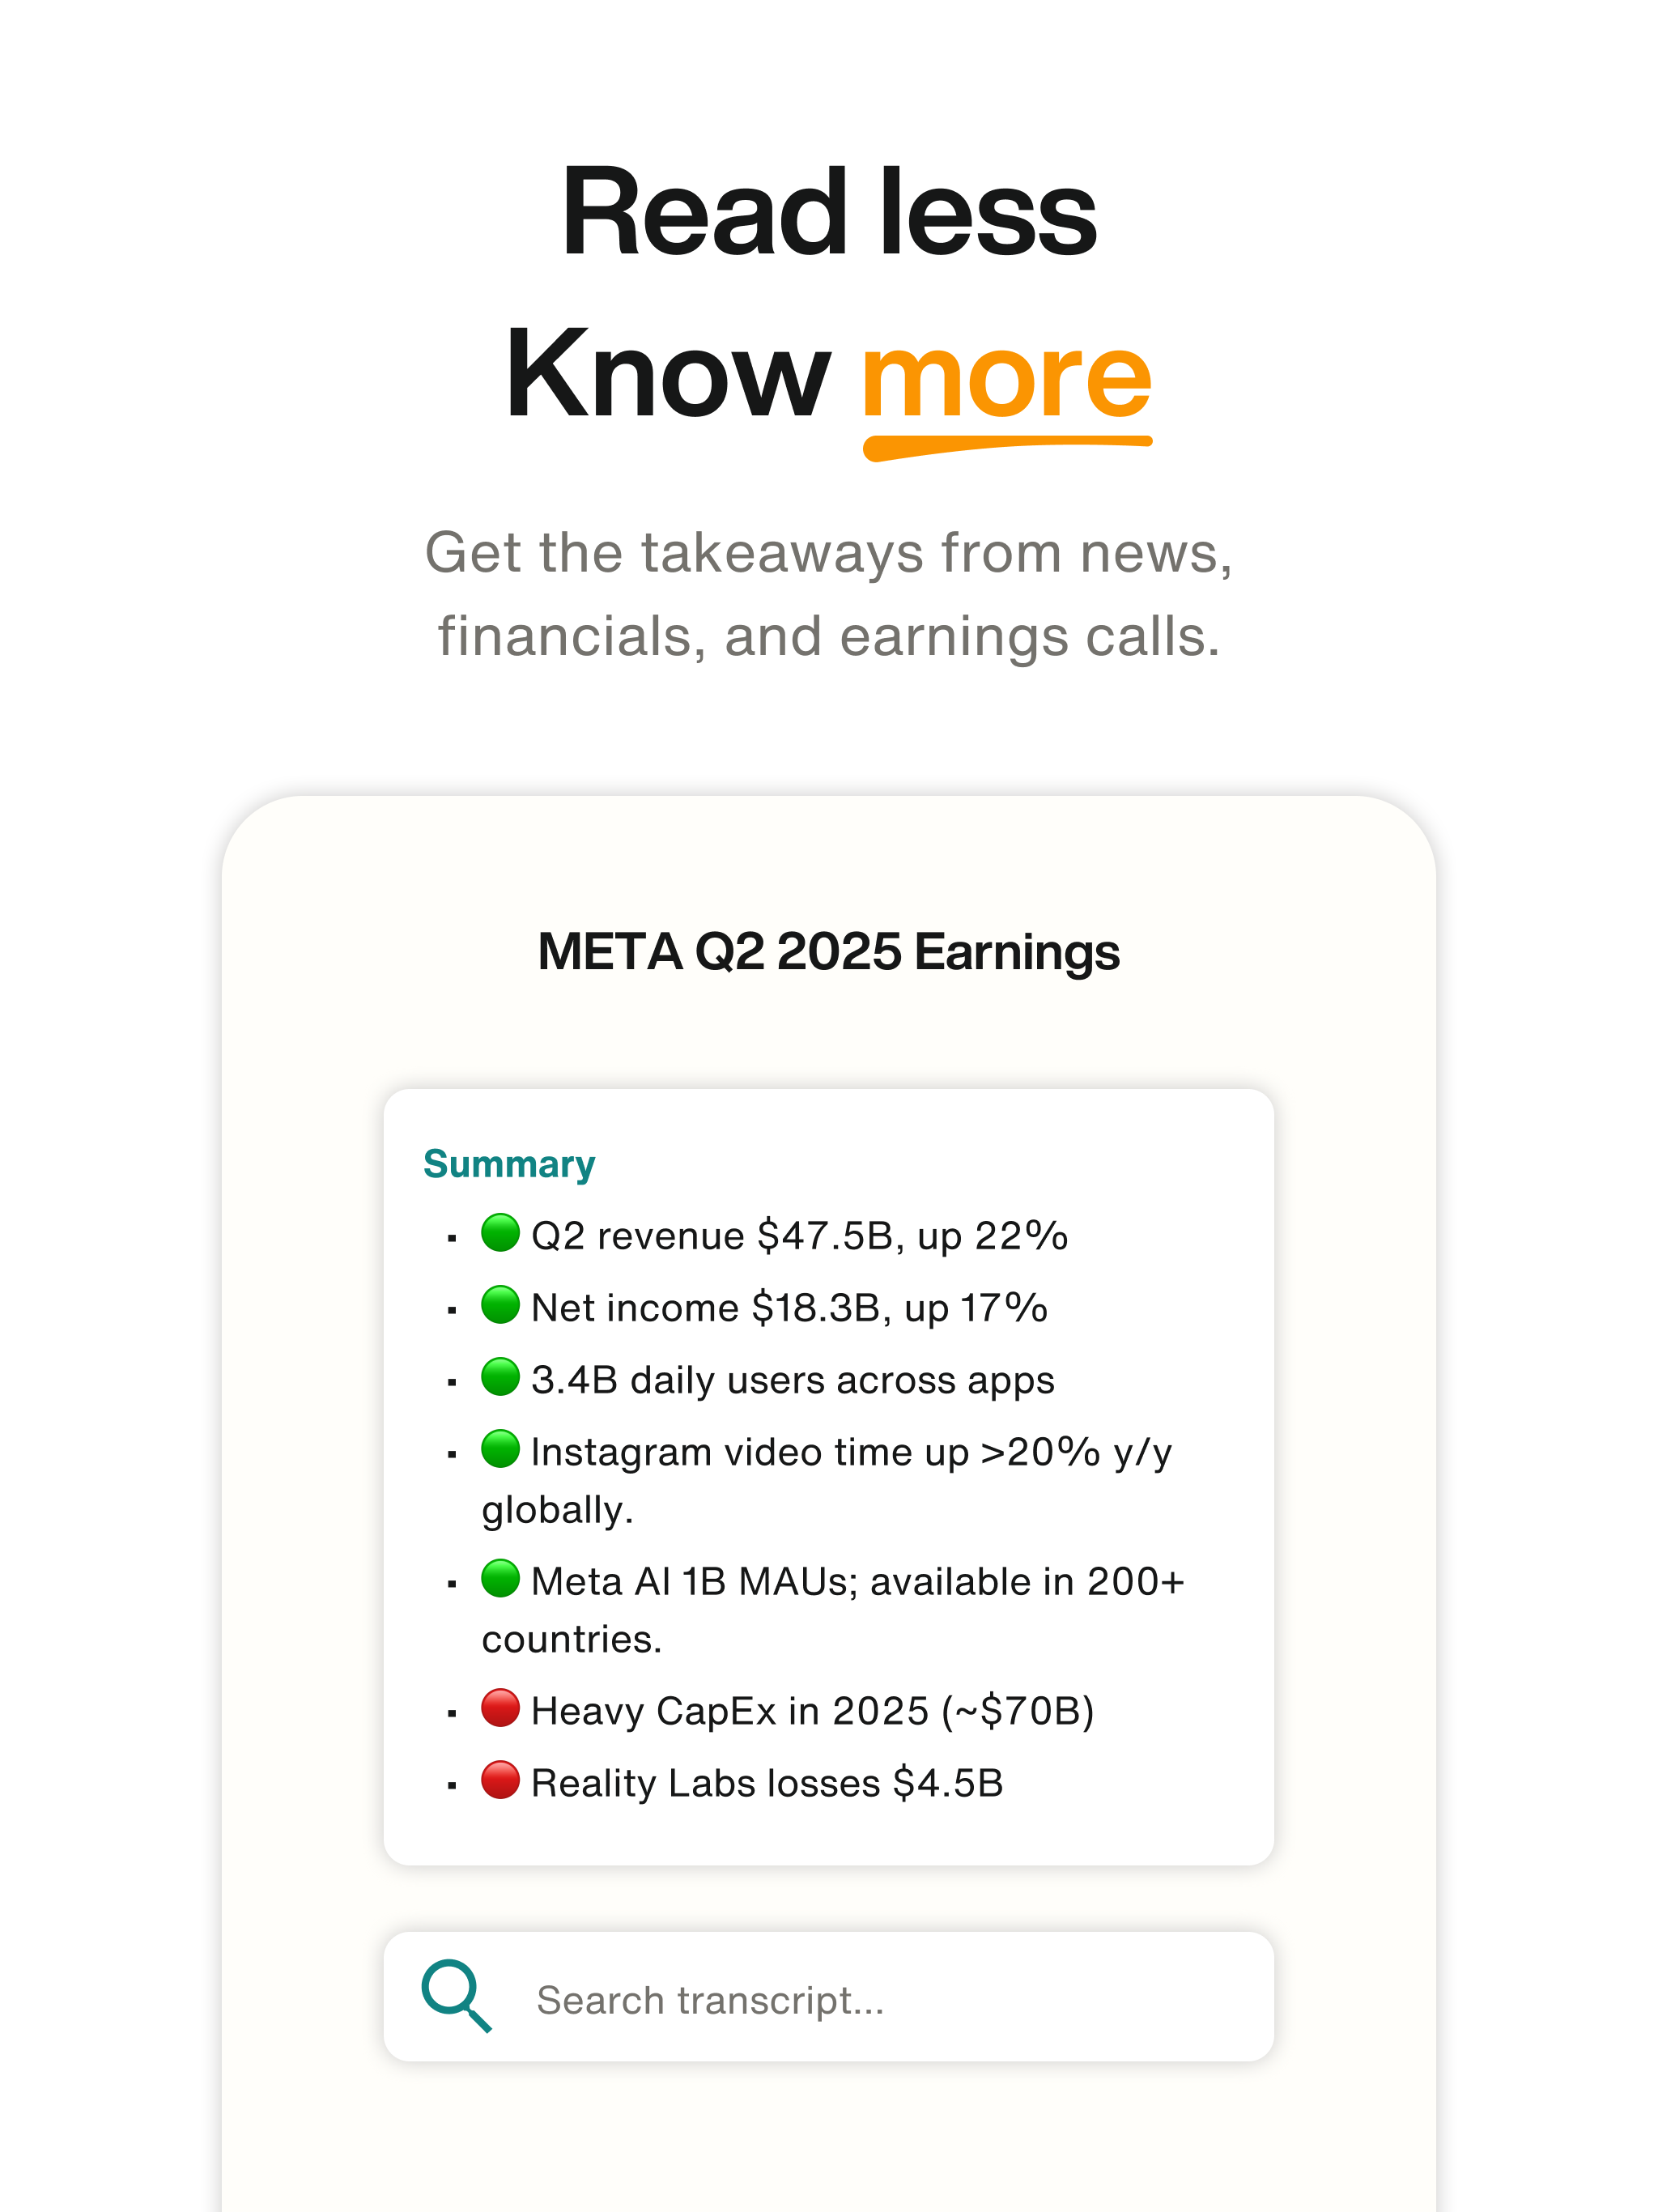 Read less
Know more
Get the takeaways from news,
financials, and earnings calls.
META Q2 2025 Earnings
Summary
▪ 🟢 Q2 revenue $47.5B, up 22%
▪ 🟢 Net income $18.3B, up 17%
▪ 🟢 3.4B daily users across apps
▪ 🟢 Instagram video time up >20% y/y
globally.
▪ 🟢 Meta AI 1B MAUs; available in 200+
countries.
▪ 🔴 Heavy CapEx in 2025 (~$70B)
▪ 🔴 Reality Labs losses $4.5B
Search transcript...